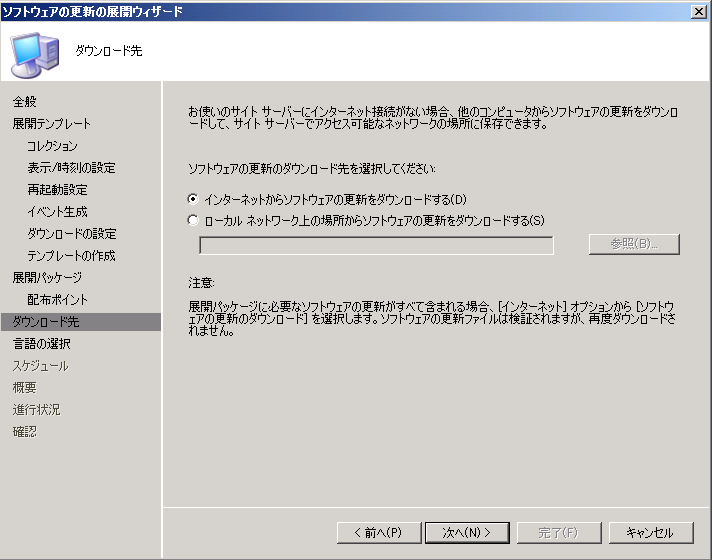 ソフトウェアの更新の展開ウィザード
ダウンロード先
全般
展開テンプレート
コレクション
表示/時刻の設定
再起動設定
イベント生成
ダウンロードの設定
テンプレートの作成
展開パッケージ
配布ポイント
ダウンロード先
言語の選択
スケジュール
概要
進行状況
確認
お使いのサイト サーバーにインターネット接続がない場合、他のコンピュータからソフトウェアの更新をダウンロ
ードして、サイト サーバーでアクセス可能なネットワークの場所に保存できます。
ソフトウェアの更新のダウンロード先を選択してください:
インターネットからソフトウェアの更新をダウンロードする(D)
ローカル ネットワーク上の場所からソフトウェアの更新をダウンロードする(S)
参照(B)...
注意:
展開パッケージに必要なソフトウェアの更新がすべて含まれる場合、[インターネット] オプションから [ソフトウ
ェアの更新のダウンロード] を選択します。ソフトウェアの更新ファイルは検証されますが、再度ダウンロードさ
れません。
< 前へ(P)
次へ(N) >
完了(F)
キャンセル